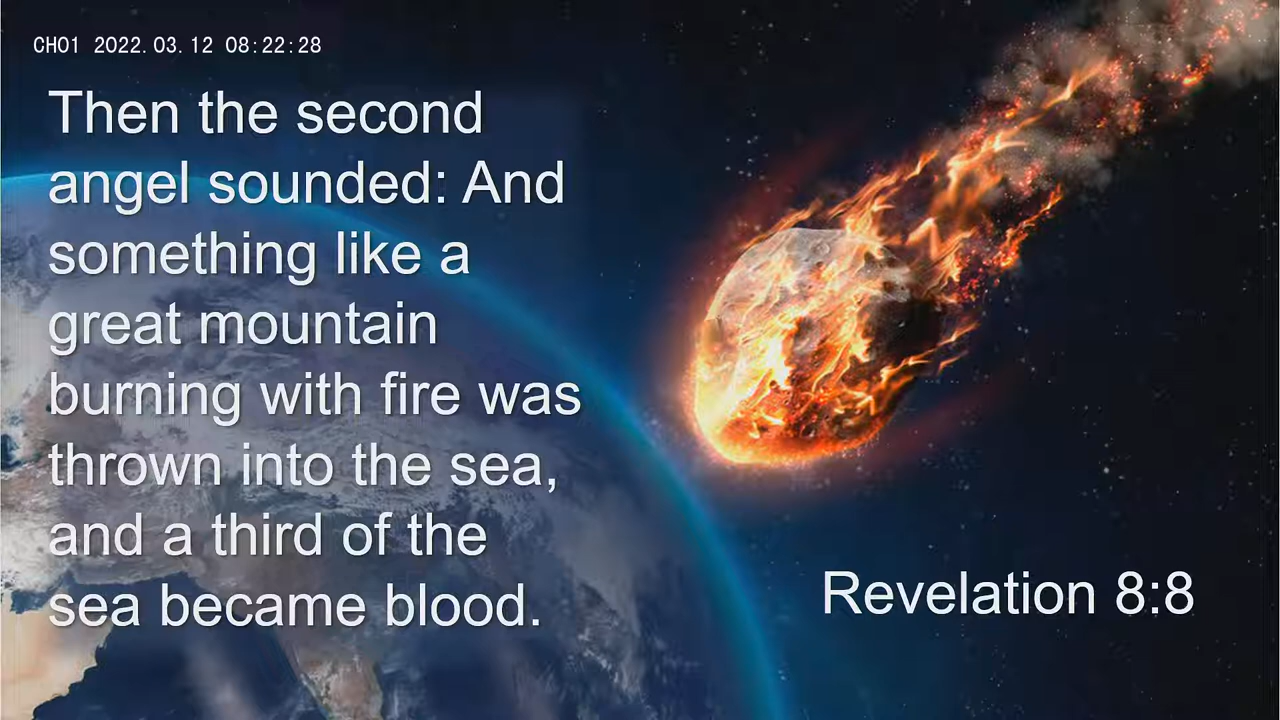 CH01 2022.03.12 08:22:28
Then the second
angel sounded: And
something like a
great mountain
burning with fire was
thrown into the sea,
and a third of the
sea became blood.
Revelation 8:8